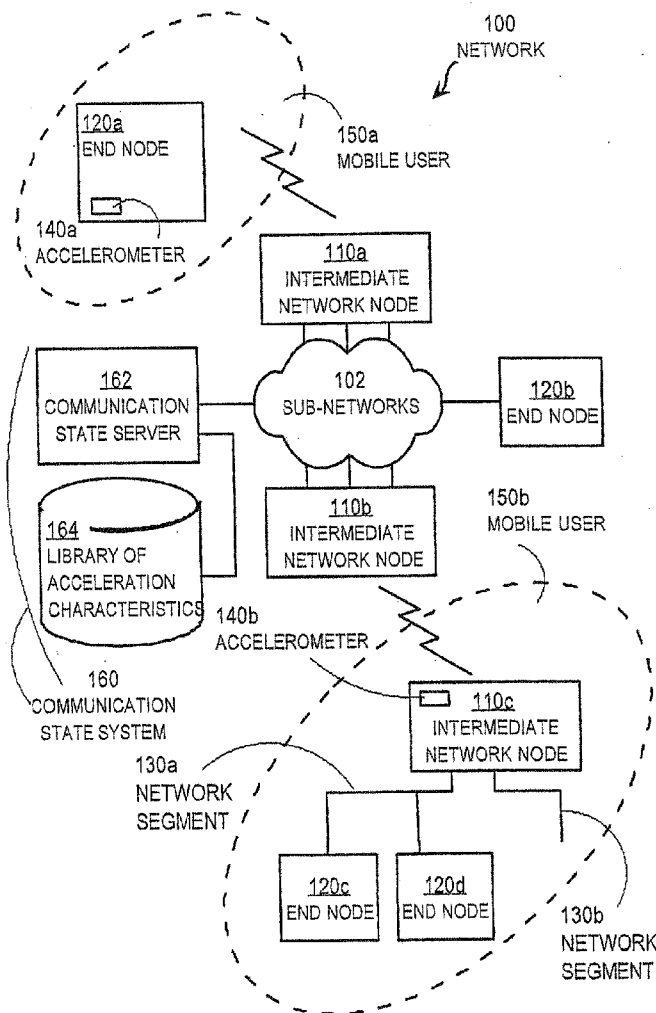 100
NETWORK
120a
END NODE
150a
MOBILE USER
140a
ACCELEROMETER
110a
INTERMEDIATE
NETWORK NODE
162
COMMUNICATION
STATE SERVER
102
SUB-NETWORKS
120b
END NODE
164
LIBRARY OF
ACCELERATION
CHARACTERISTICS
110b
INTERMEDIATE
NETWORK NODE
150b
MOBILE USER
140b
ACCELEROMETER
160
COMMUNICATION
STATE SYSTEM
110c
INTERMEDIATE
NETWORK NODE
130a
NETWORK
SEGMENT
120c
END NODE
120d
END NODE
130b
NETWORK
SEGMENT